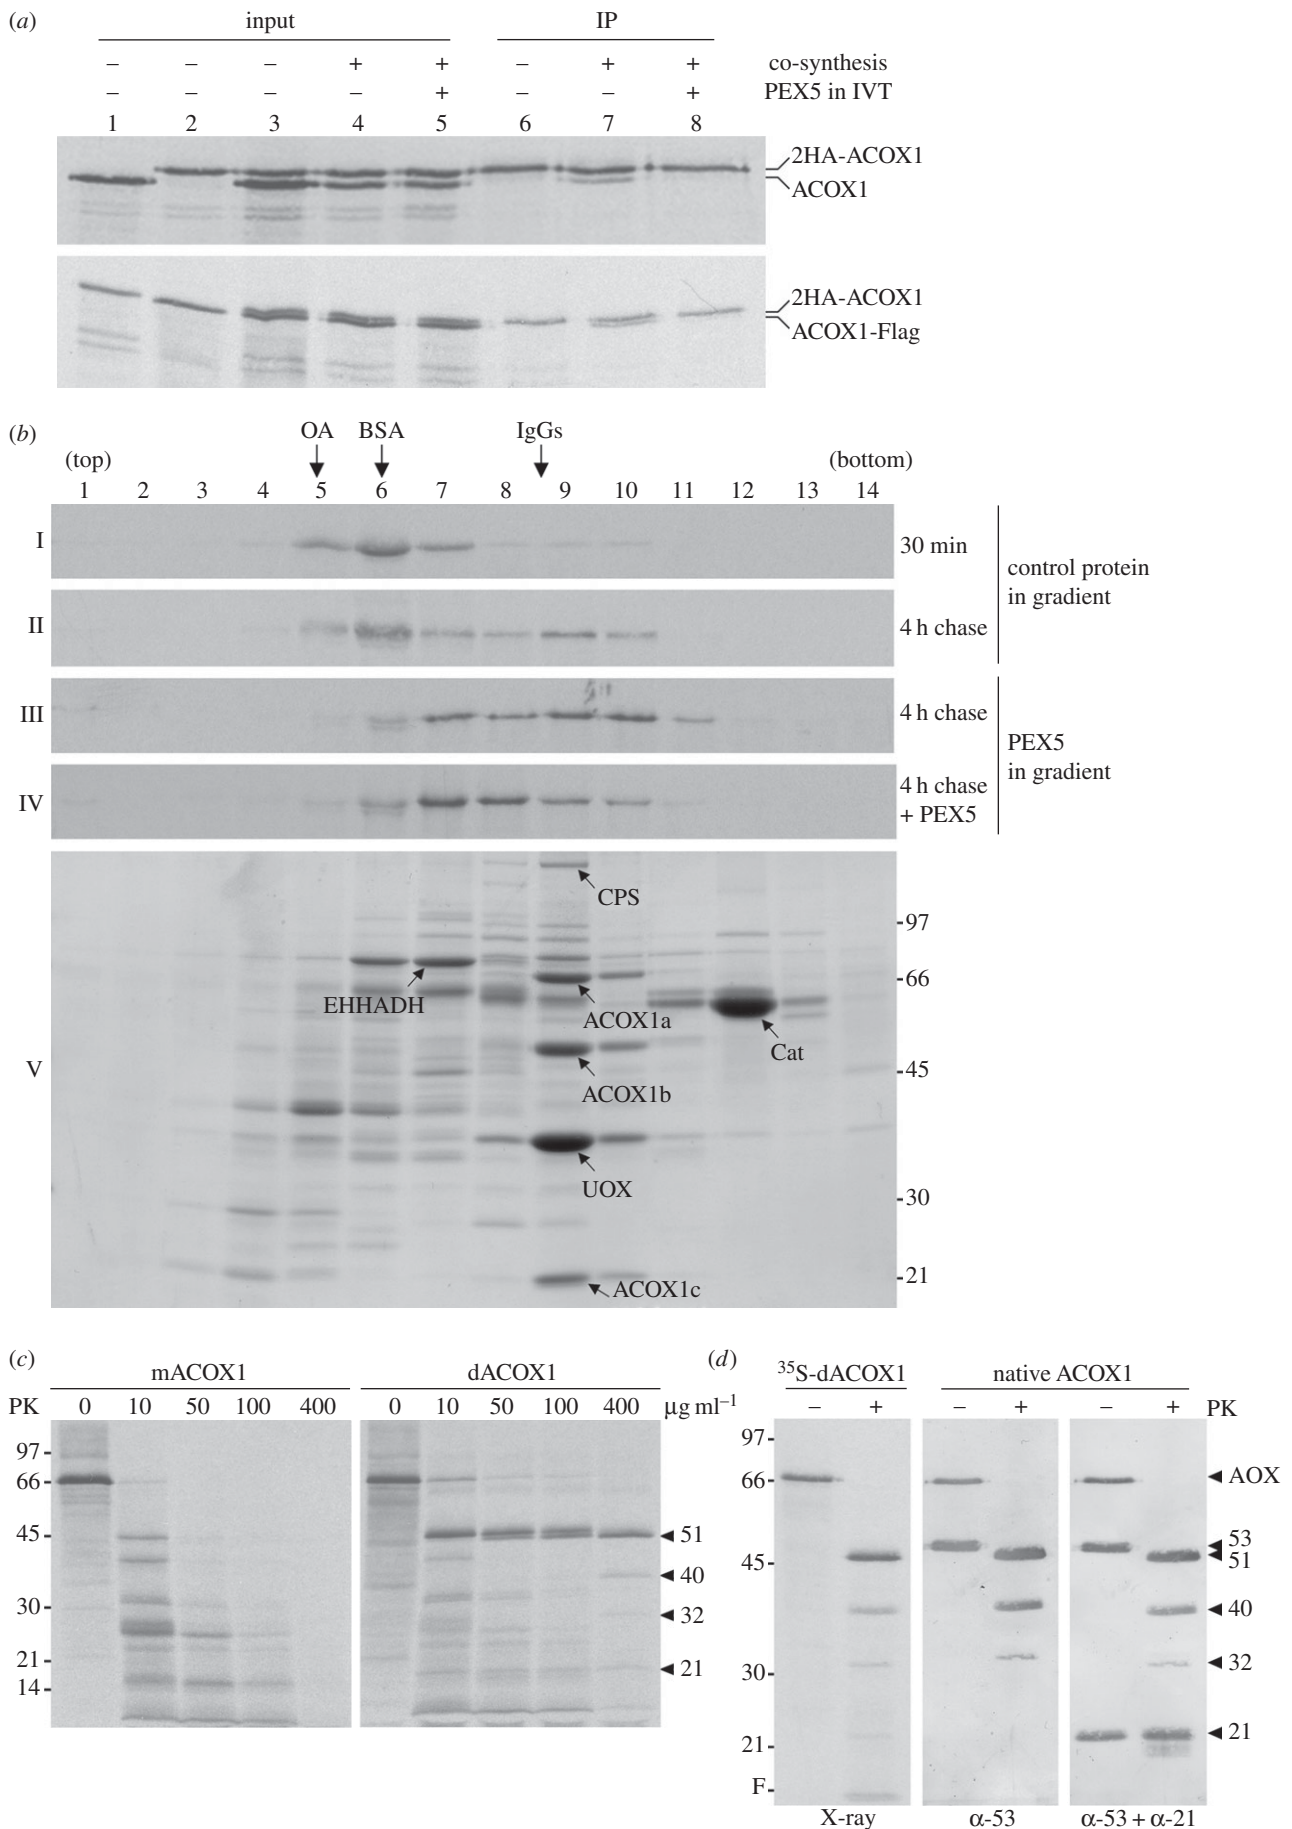 (a)
input IP
– – – + + – + + co-synthesis
– – – – + – – + PEX5 in IVT
1 2 3 4 5 6 7 8
2HA-ACOX1
ACOX1
2HA-ACOX1
ACOX1-Flag
(b)
OA BSA IgGs
(top) (bottom)
1 2 3 4 5 6 7 8 9 10 11 12 13 14
I 30 min
control protein
in gradient
II 4 h chase
III 4 h chase
PEX5
in gradient
IV 4 h chase
+ PEX5
V
CPS
97
66
EHHADH
ACOX1a
Cat
45
ACOX1b
UOX
30
21
ACOX1c
(c)
mACOX1 dACOX1
PK 0 10 50 100 400 0 10 50 100 400 µg ml⁻¹
97
66
45
30
21
14
51
40
32
21
(d)
³⁵S-dACOX1 native ACOX1
– + – + – + PK
97
66
45
30
21
F
AOX
53
51
40
32
21
X-ray α-53 α-53 + α-21